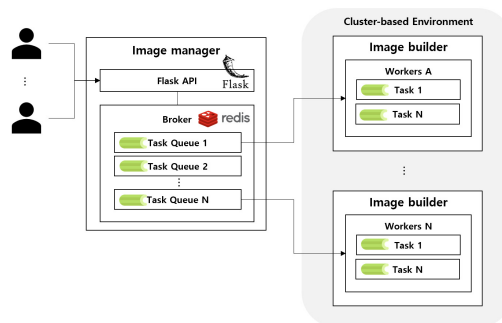 Image manager
Flask API
Flask
Broker
redis
Task Queue 1
Task Queue 2
Task Queue N
Cluster-based Environment
Image builder
Workers A
Task 1
Task N
Image builder
Workers N
Task 1
Task N